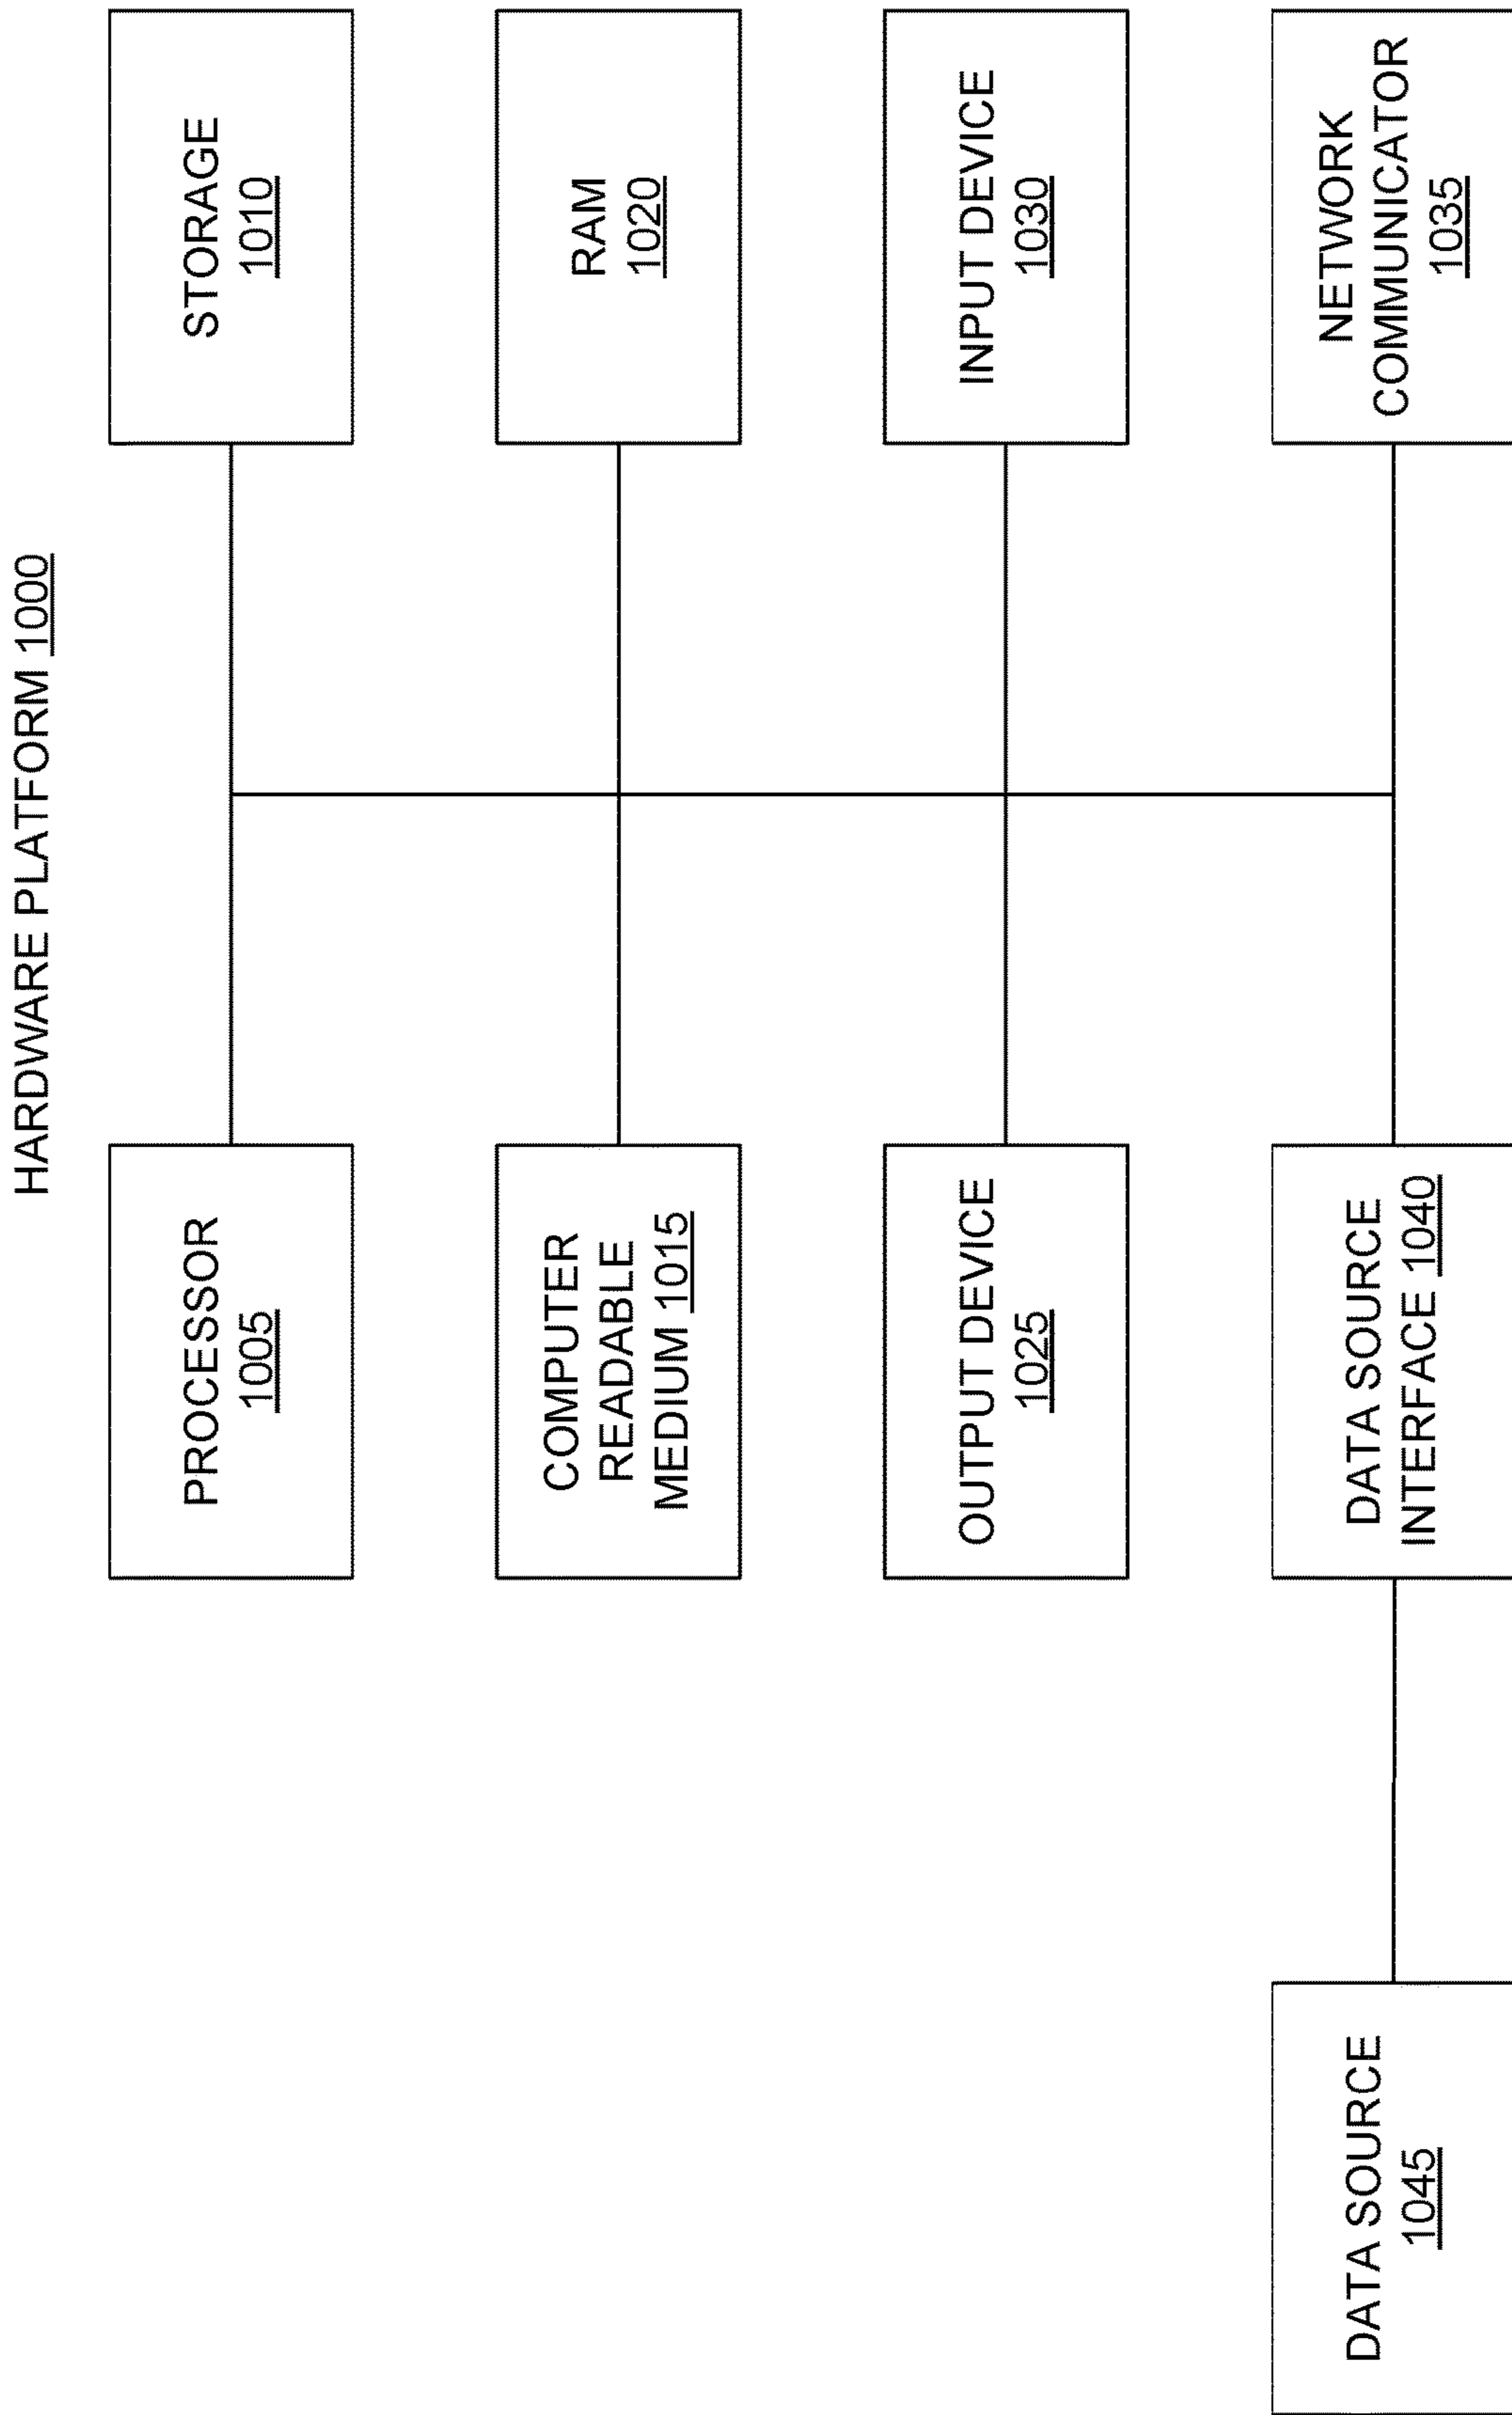 HARDWARE PLATFORM 1000
PROCESSOR
1005
STORAGE
1010
COMPUTER
READABLE
MEDIUM 1015
RAM
1020
OUTPUT DEVICE
1025
INPUT DEVICE
1030
DATA SOURCE
1045
DATA SOURCE
INTERFACE 1040
NETWORK
COMMUNICATOR
1035